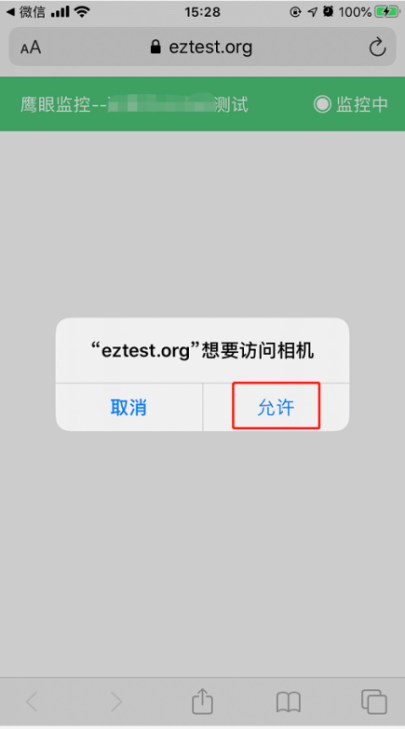 微信
15:28
100%
AA
eztest.org
鹰眼监控--
测试
监控中
“eztest.org”想要访问相机
取消
允许